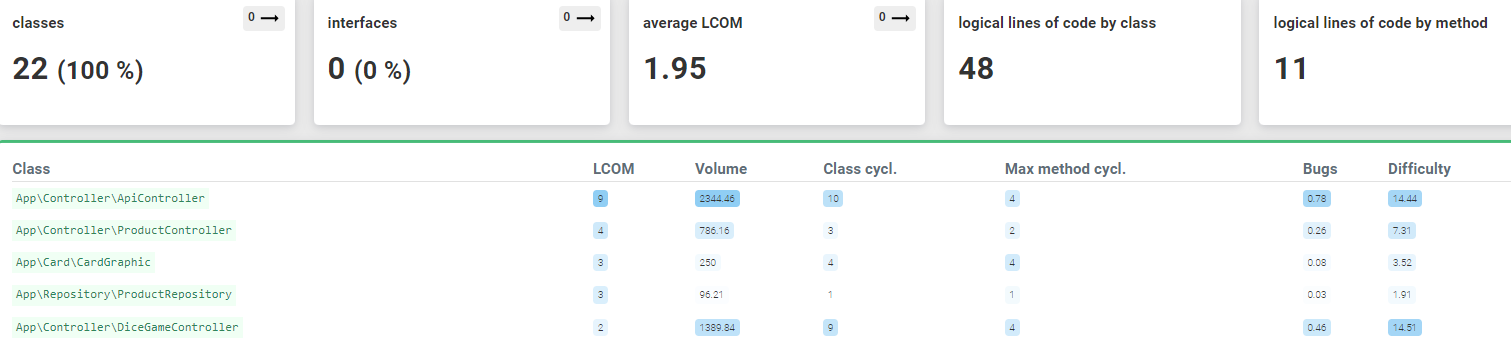 classes 0 → interfaces 0 → average LCOM 0 → logical lines of code by class logical lines of code by method
22 (100 %) 0 (0 %) 1.95 48 11
Class LCOM Volume Class cycl. Max method cycl. Bugs Difficulty
App\Controller\ApiController 9 2344.46 10 4 0.78 14.44
App\Controller\ProductController 4 786.16 3 2 0.26 7.31
App\Card\CardGraphic 3 250 4 4 0.08 3.52
App\Repository\ProductRepository 3 96.21 1 1 0.03 1.91
App\Controller\DiceGameController 2 1389.84 9 4 0.46 14.51